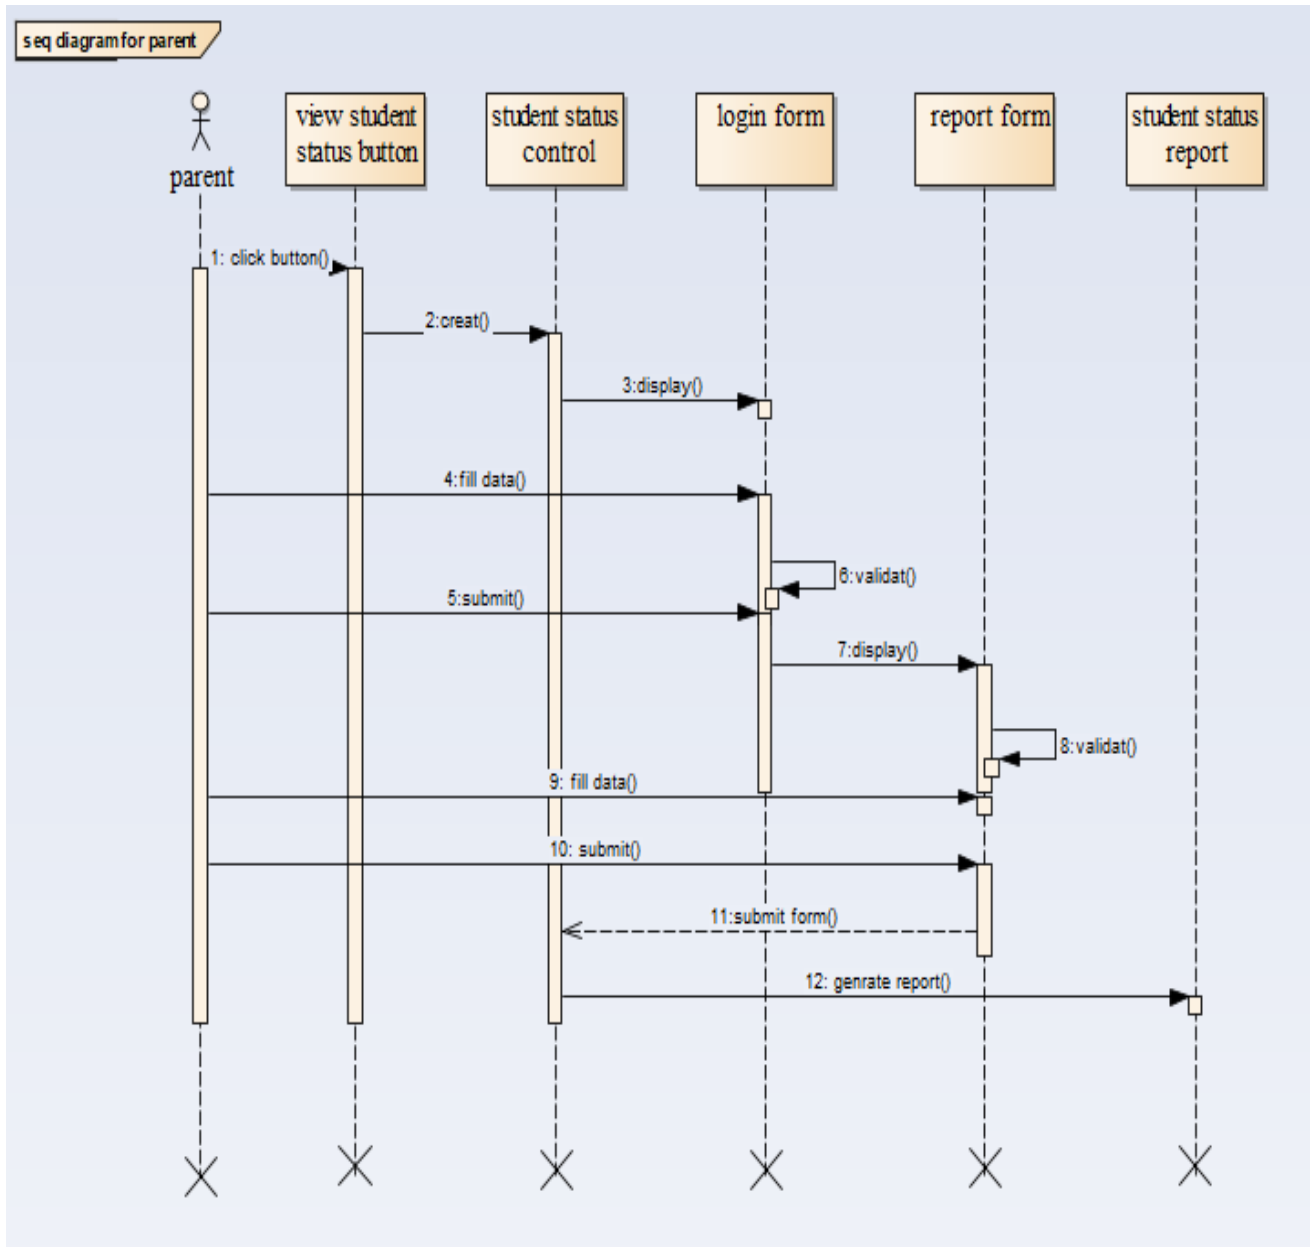 seq diagram for parent
parent
view student
status button
student status
control
login form
report form
student status
report
1: click button()
2:creat()
3:display()
4:fill data()
6:validat()
5:submit()
7:display()
8:validat()
9: fill data()
10: submit()
11:submit form()
12: genrate report()